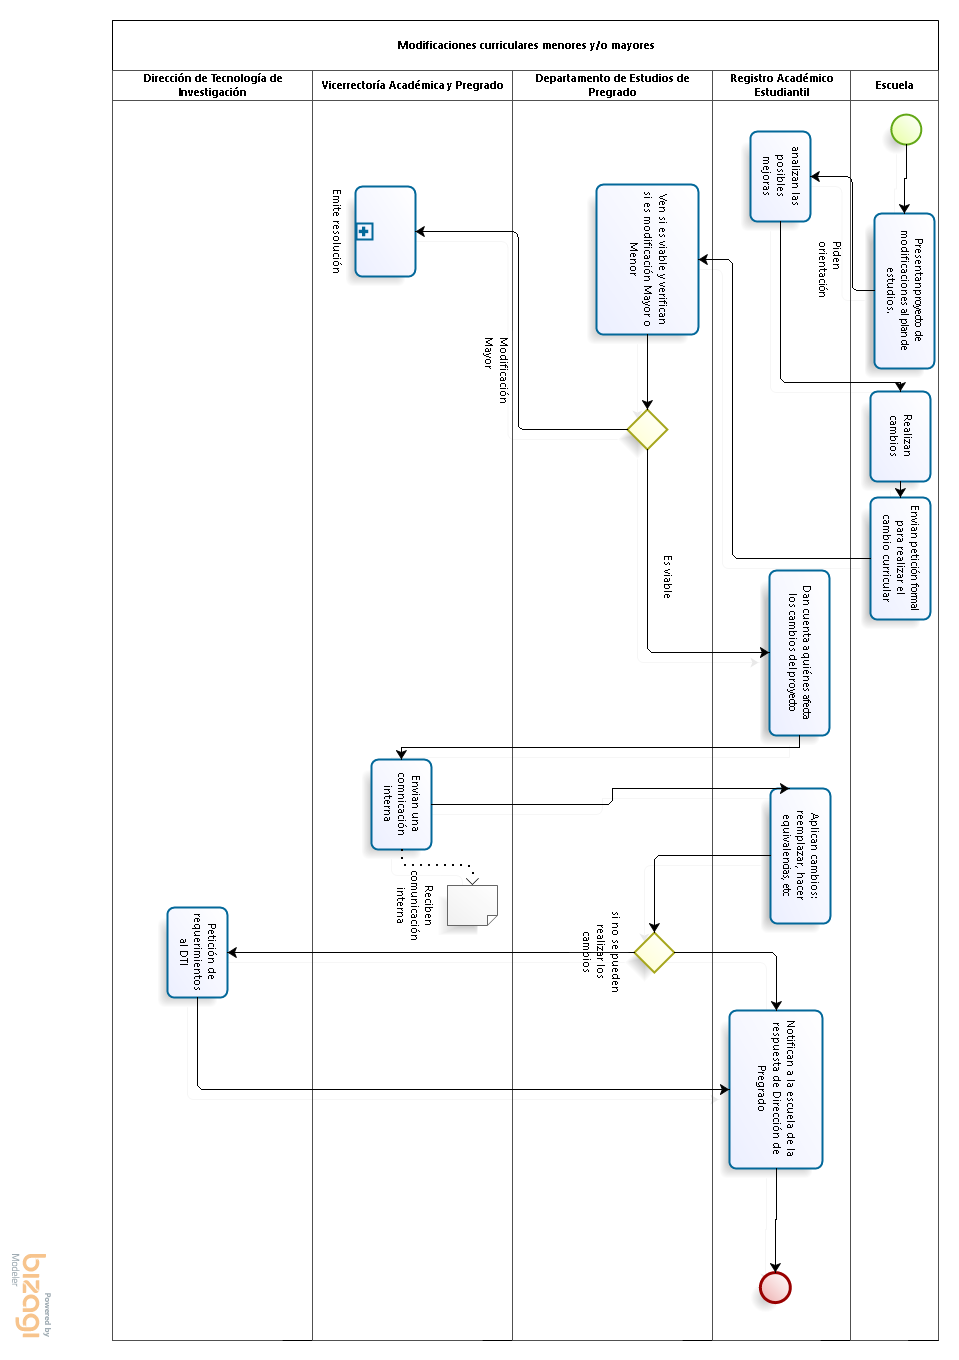 Modificaciones curriculares menores y/o mayores
Dirección de Tecnología de
Investigación
Vicerrectoría Académica y Pregrado
Departamento de Estudios de
Pregrado
Registro Académico
Estudiantil
Escuela
Presentan proyecto de
modificaciones al plan de
estudios.
Piden
orientación
analizan las
posibles
mejoras
Realizan
cambios
Envian petición formal
para realizar el
cambio curricular
Ven si es viable y verifican
si es modificación Mayor o
Menor
Modificación
Mayor
Emite resolución
Es viable
Dan cuenta a quiénes afecta
los cambios del proyecto
Envian una
comnicación
interna
Reciben
comunicación
interna
Aplican cambios:
reemplazar, hacer
equivalencias, etc
si no se pueden
realizar los
cambios
Petición de
requerimientos
al DTI
Notifican a la escuela de la
respuesta de Dirección de
Pregrado
Powered by
bizagi
Modeler